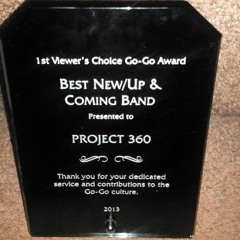 1st Viewer's Choice Go-Go Award
Best New/Up &
Coming Band
Presented to
PROJECT 360
Thank you for your dedicated
service and contributions to the
Go-Go culture.
2013